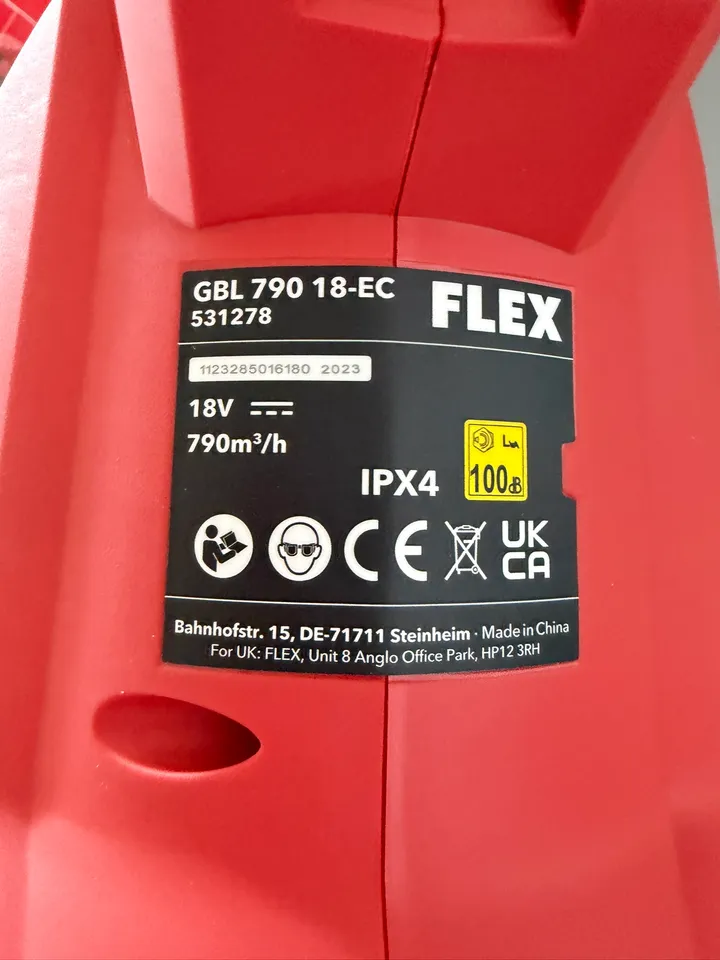 GBL 790 18-EC
531278
FLEX
1123285016180 2023
18V
790m³/h
IPX4
LWA
100dB
CE
UK
CA
Bahnhofstr. 15, DE-71711 Steinheim · Made in China
For UK: FLEX, Unit 8 Anglo Office Park, HP12 3RH